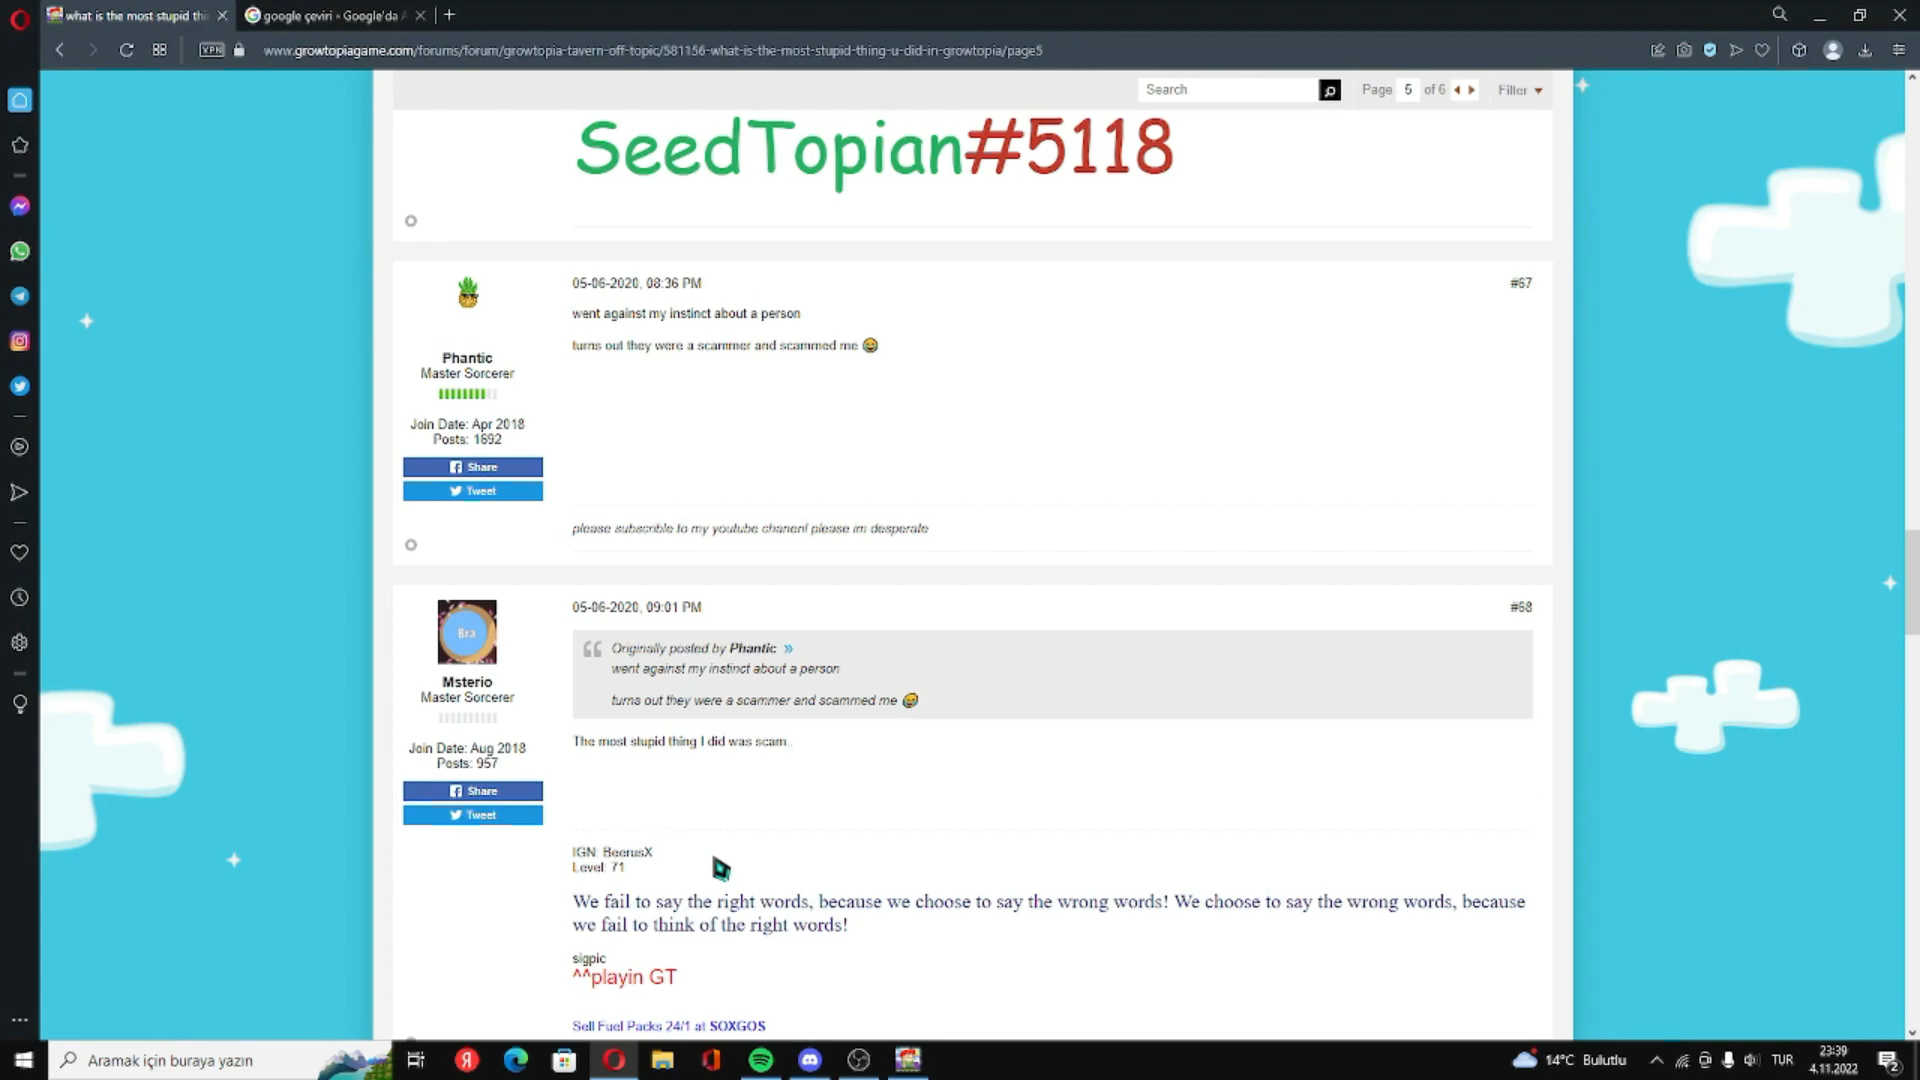 what is the most stupid thi
google çeviri - Google'da A
VPN
www.growtopiagame.com/forums/forum/growtopia-tavern-off-topic/581156-what-is-the-most-stupid-thing-u-did-in-growtopia/page5
Search
Page 5 of 6
Filter
SeedTopian#5118
05-06-2020, 08:36 PM
#67
went against my instinct about a person
turns out they were a scammer and scammed me
Phantic
Master Sorcerer
Join Date: Apr 2018
Posts: 1692
Share
Tweet
please subscrible to my youtube chanenl please im desperate
05-06-2020, 09:01 PM
#68
Bra
Originally posted by Phantic »
went against my instinct about a person
turns out they were a scammer and scammed me
Msterio
Master Sorcerer
The most stupid thing I did was scam..
Join Date: Aug 2018
Posts: 957
Share
Tweet
IGN: BeerusX
Level: 71
We fail to say the right words, because we choose to say the wrong words! We choose to say the wrong words, because
we fail to think of the right words!
sigpic
^^playin GT
Sell Fuel Packs 24/1 at SOXGOS
Aramak için buraya yazın
14°C Bulutlu
TUR
23:39
4.11.2022
2